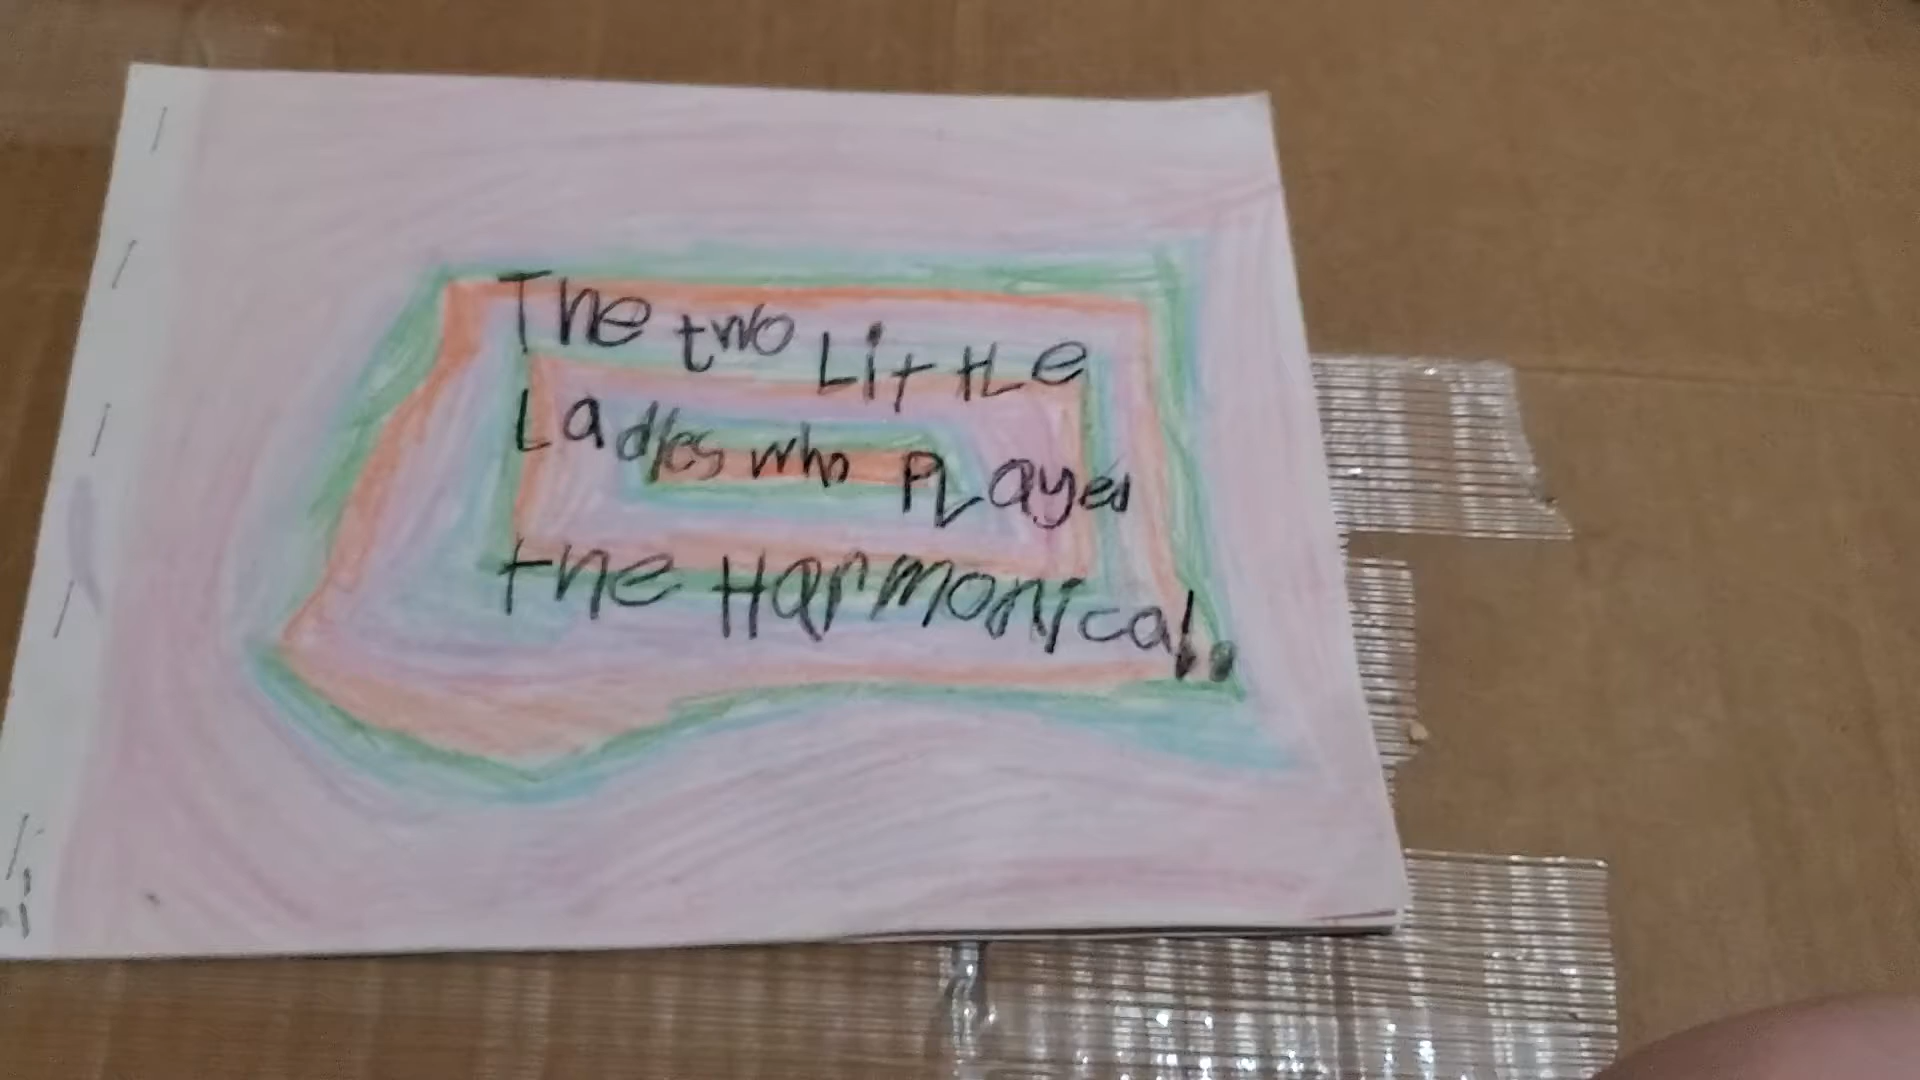 The two LittLe
Ladies who PLayed
the Harmonica.